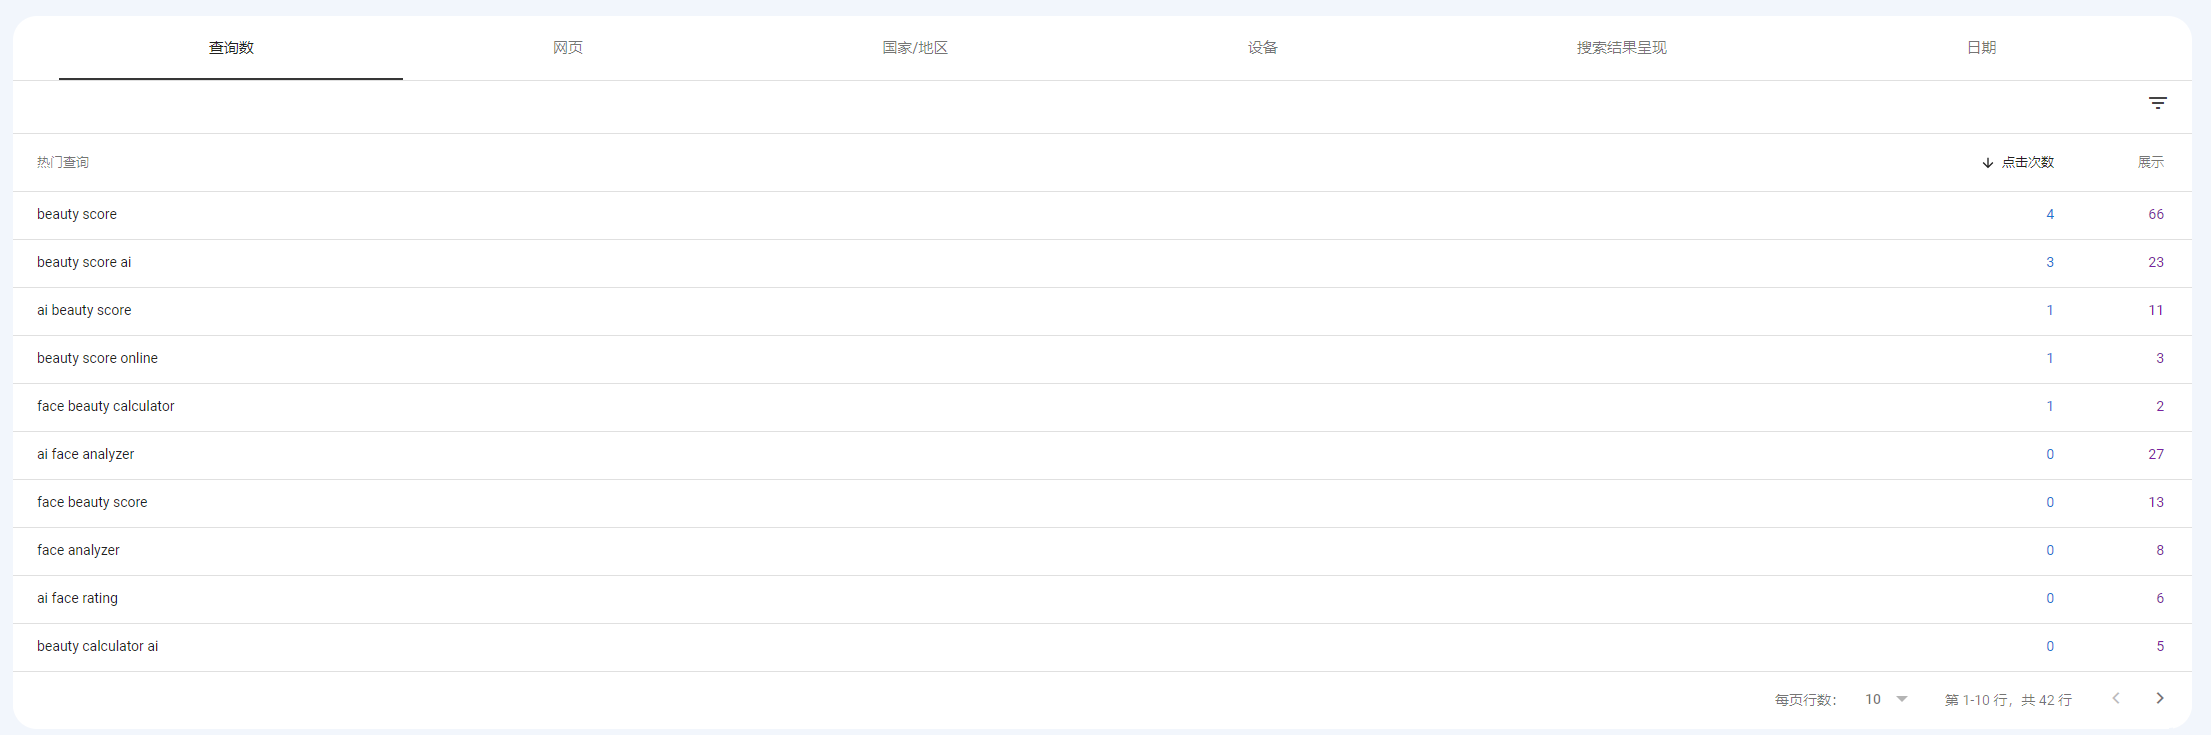 查询数 网页 国家/地区 设备 搜索结果呈现 日期
热门查询 点击次数 展示
beauty score 4 66
beauty score ai 3 23
ai beauty score 1 11
beauty score online 1 3
face beauty calculator 1 2
ai face analyzer 0 27
face beauty score 0 13
face analyzer 0 8
ai face rating 0 6
beauty calculator ai 0 5
每页行数： 10 第 1-10 行，共 42 行